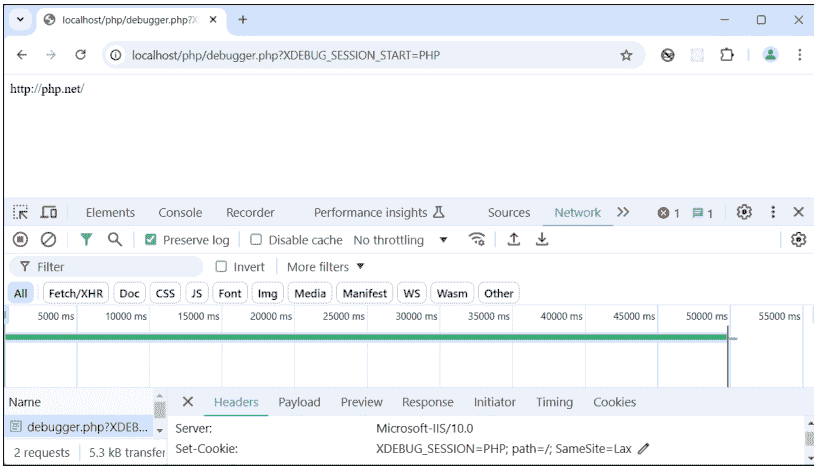 localhost/php/debugger.php?X
localhost/php/debugger.php?XDEBUG_SESSION_START=PHP
http://php.net/
Elements Console Recorder Performance insights Sources Network 1 1
Preserve log Disable cache No throttling
Filter Invert More filters
All Fetch/XHR Doc CSS JS Font Img Media Manifest WS Wasm Other
5000 ms 10000 ms 15000 ms 20000 ms 25000 ms 30000 ms 35000 ms 40000 ms 45000 ms 50000 ms 55000 ms
Name Headers Payload Preview Response Initiator Timing Cookies
debugger.php?XDEB... Server: Microsoft-IIS/10.0
2 requests 5.3 kB transfer Set-Cookie: XDEBUG_SESSION=PHP; path=/; SameSite=Lax